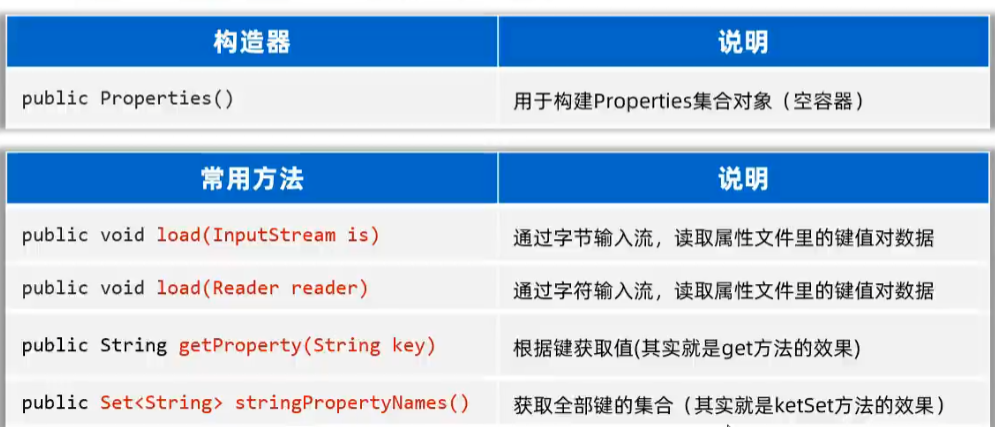 构造器 说明
public Properties() 用于构建Properties集合对象（空容器）
常用方法 说明
public void load(InputStream is) 通过字节输入流，读取属性文件里的键值对数据
public void load(Reader reader) 通过字符输入流，读取属性文件里的键值对数据
public String getProperty(String key) 根据键获取值(其实就是get方法的效果)
public Set<String> stringPropertyNames() 获取全部键的集合（其实就是ketSet方法的效果）